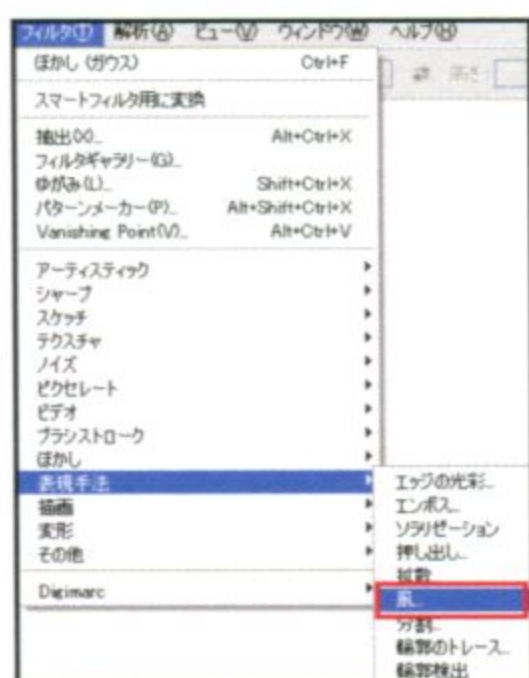 フィルタ(T) 解析(A) ビュー(V) ウィンドウ(W) ヘルプ(H)
ぼかし (ガウス) Ctrl+F
高さ:
スマートフィルタ用に変換
抽出(X)... Alt+Ctrl+X
フィルタギャラリー(G)...
ゆがみ(L)... Shift+Ctrl+X
パターンメーカー(P)... Alt+Shift+Ctrl+X
Vanishing Point(V)... Alt+Ctrl+V
アーティスティック
シャープ
スケッチ
テクスチャ
ノイズ
ピクセレート
ビデオ
ブラシストローク
ぼかし
表現手法
描画
変形
その他
Digimarc
エッジの光彩...
エンボス...
ソラリゼーション
押し出し...
拡散...
風...
分割...
輪郭のトレース...
輪郭検出